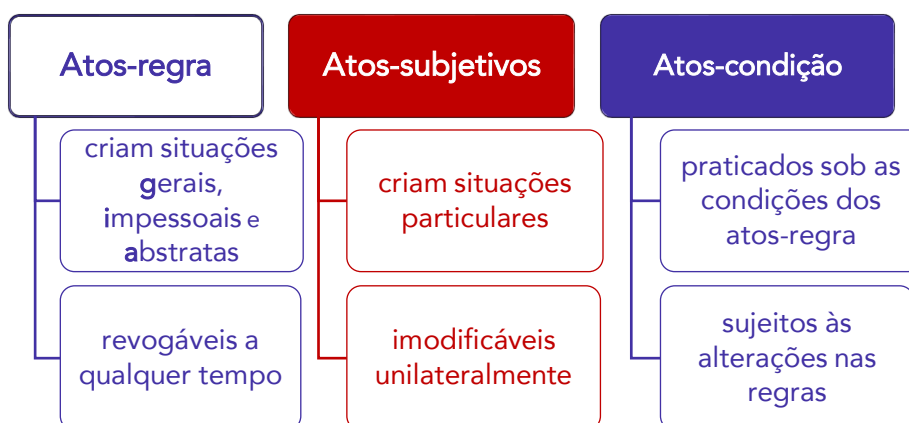 Atos-regra
criam situações
gerais,
impessoais e
abstratas
revogáveis a
qualquer tempo
Atos-subjetivos
criam situações
particulares
imodificáveis
unilateralmente
Atos-condição
praticados sob as
condições dos
atos-regra
sujeitos às
alterações nas
regras